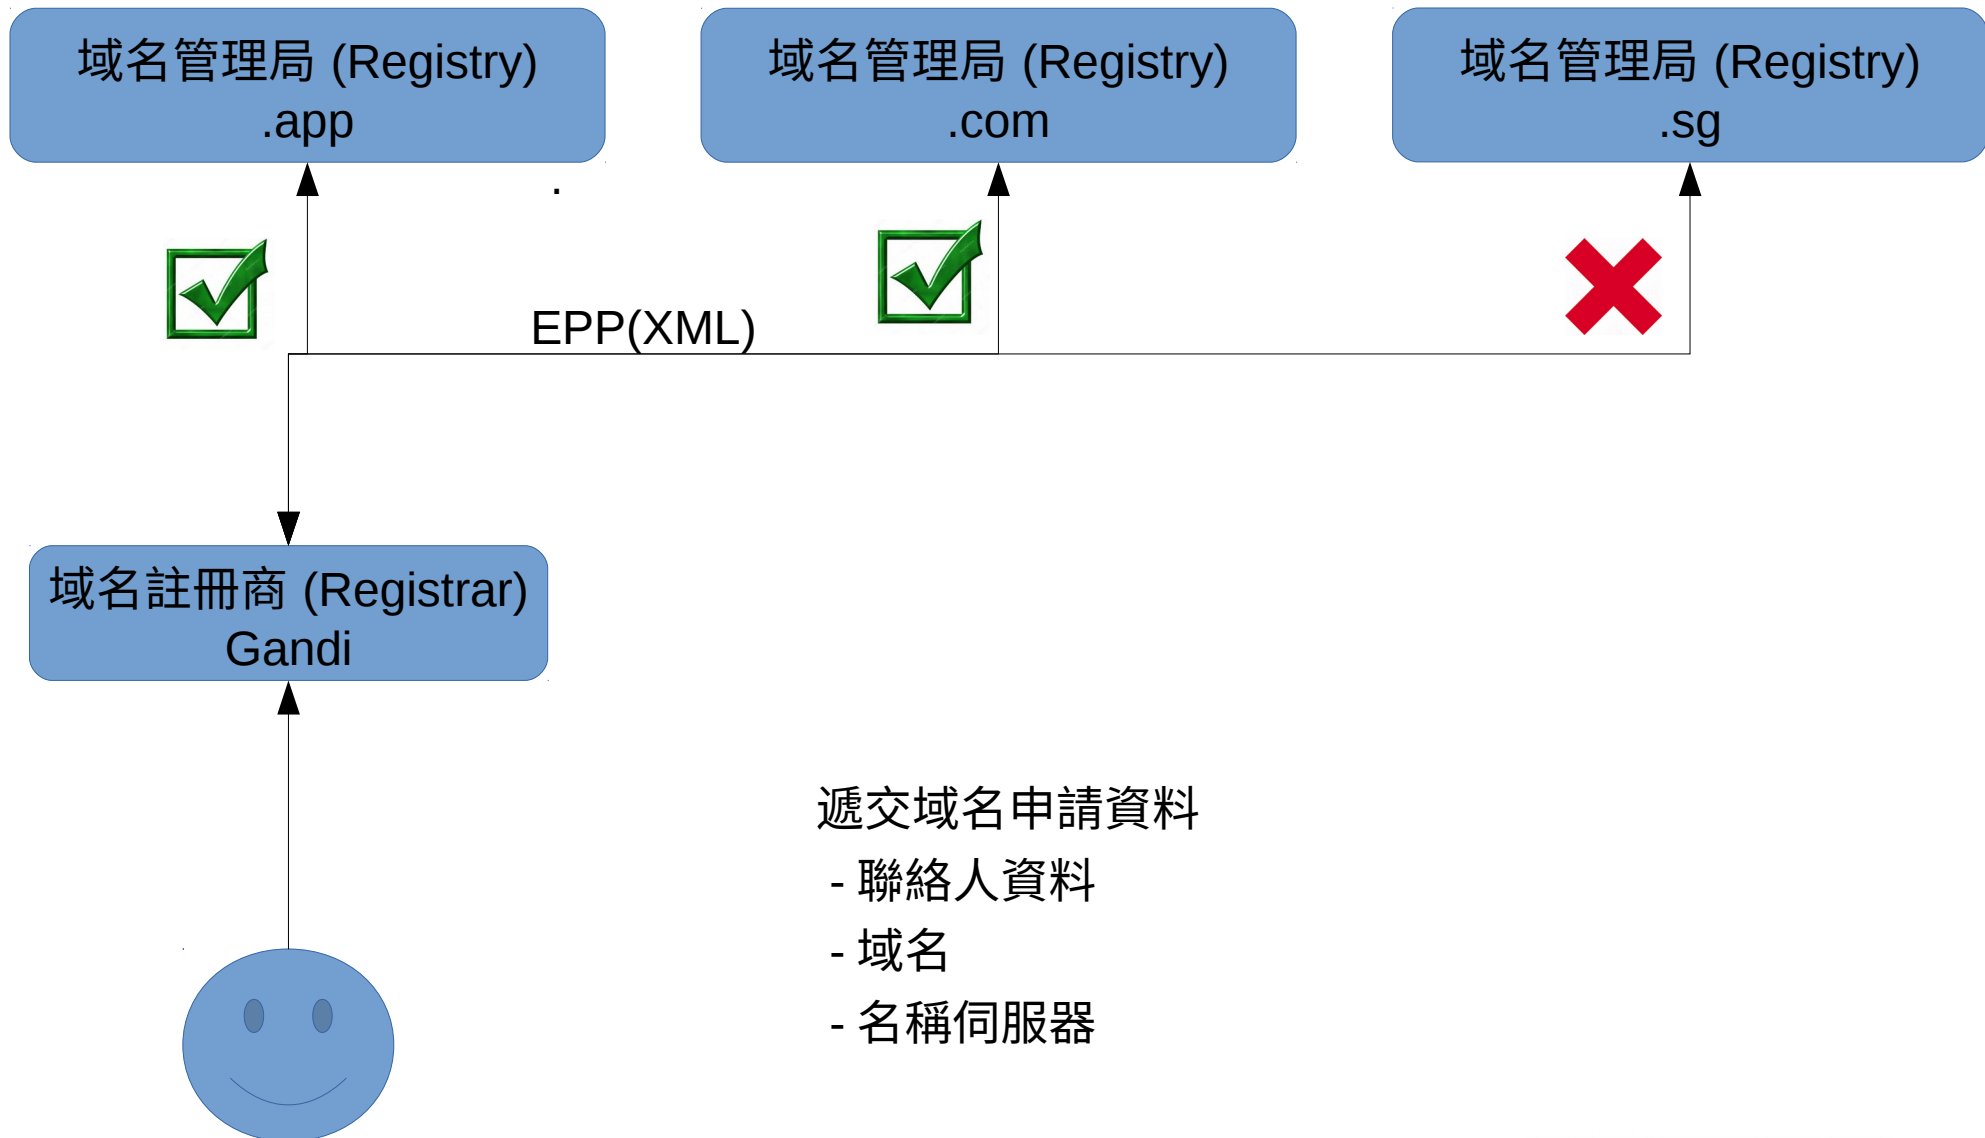 域名管理局 (Registry)
.app
域名管理局 (Registry)
.com
域名管理局 (Registry)
.sg
.
EPP(XML)
域名註冊商 (Registrar)
Gandi
遞交域名申請資料
- 聯絡人資料
- 域名
- 名稱伺服器